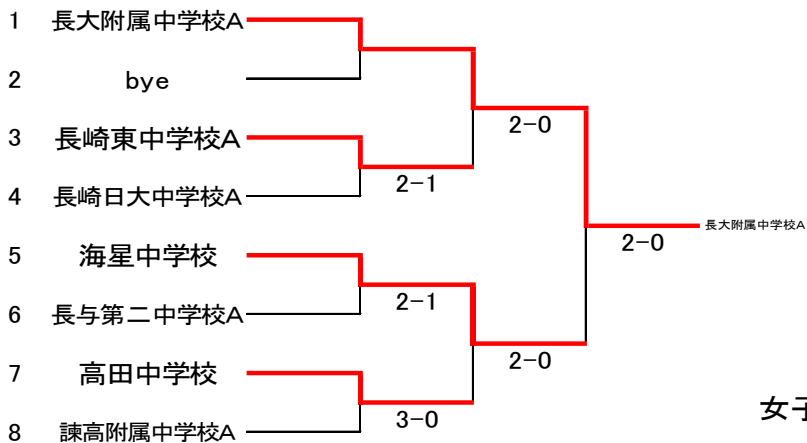 1 長大附属中学校A
2 bye
2-0
3 長崎東中学校A
2-1
4 長崎日大中学校A
長大附属中学校A
2-0
5 海星中学校
2-1
6 長与第二中学校A
2-0
7 高田中学校
3-0
女子
8 諫高附属中学校A